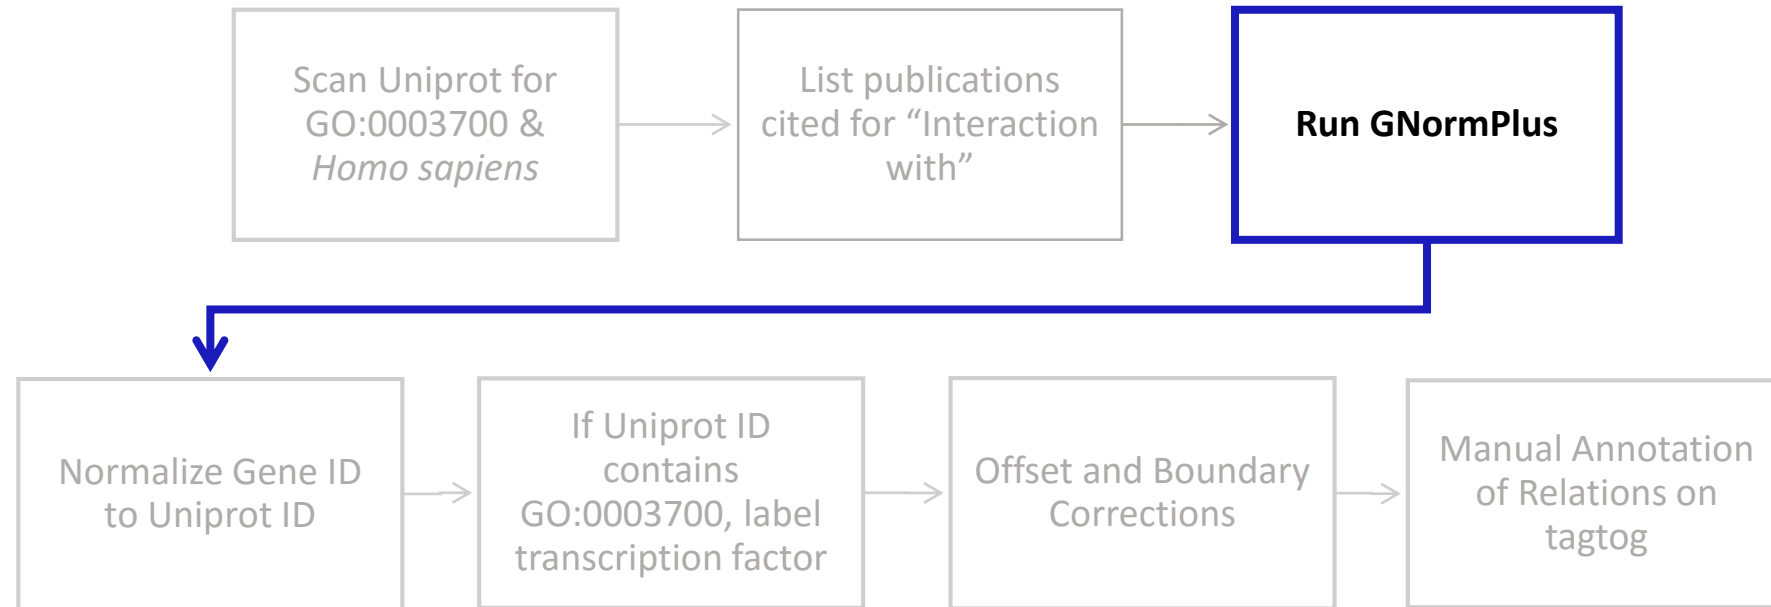 Scan Uniprot for
GO:0003700 &
Homo sapiens
List publications
cited for “Interaction
with”
Run GNormPlus
Normalize Gene ID
to Uniprot ID
If Uniprot ID
contains
GO:0003700, label
transcription factor
Offset and Boundary
Corrections
Manual Annotation
of Relations on
tagtog